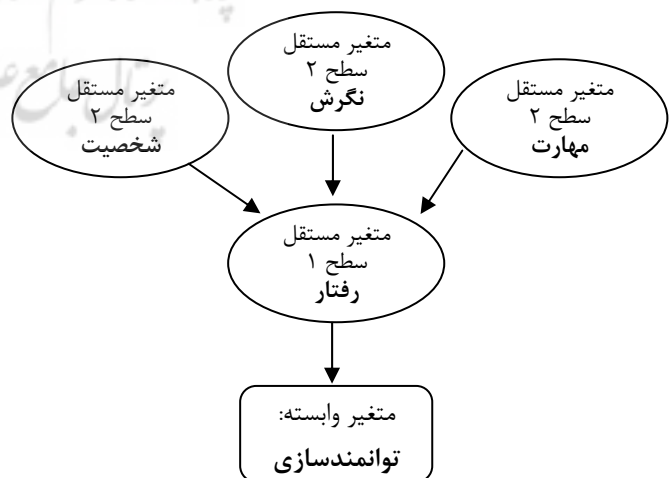 متغیر مستقل
سطح ۲
نگرش
متغیر مستقل
سطح ۲
مهارت
متغیر مستقل
سطح ۲
شخصیت
متغیر مستقل
سطح ۱
رفتار
متغیر وابسته:
توانمندسازی